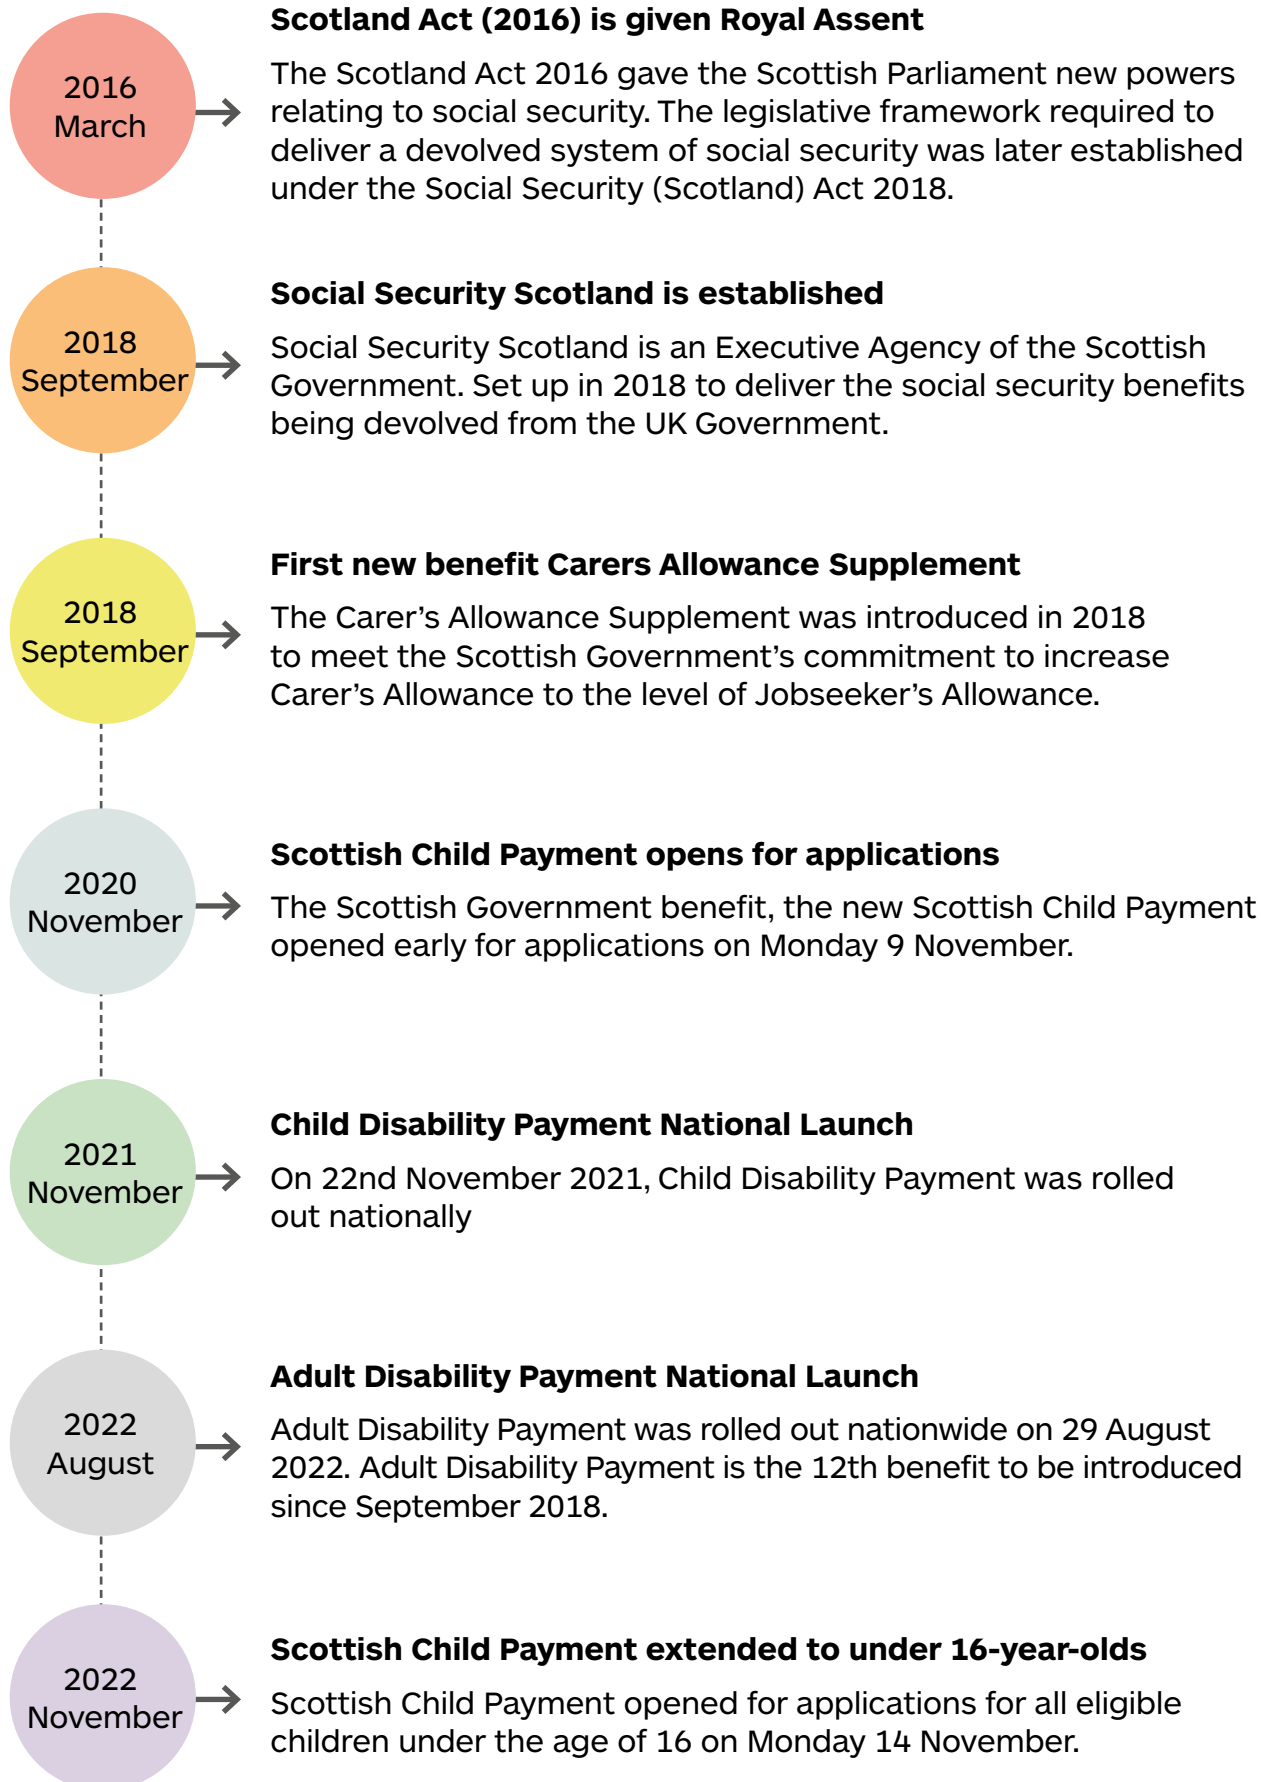 Scotland Act (2016) is given Royal Assent
2016
March
The Scotland Act 2016 gave the Scottish Parliament new powers
relating to social security. The legislative framework required to
deliver a devolved system of social security was later established
under the Social Security (Scotland) Act 2018.
Social Security Scotland is established
2018
September
Social Security Scotland is an Executive Agency of the Scottish
Government. Set up in 2018 to deliver the social security benefits
being devolved from the UK Government.
First new benefit Carers Allowance Supplement
2018
September
The Carer’s Allowance Supplement was introduced in 2018
to meet the Scottish Government’s commitment to increase
Carer’s Allowance to the level of Jobseeker’s Allowance.
Scottish Child Payment opens for applications
2020
November
The Scottish Government benefit, the new Scottish Child Payment
opened early for applications on Monday 9 November.
Child Disability Payment National Launch
2021
November
On 22nd November 2021, Child Disability Payment was rolled
out nationally
Adult Disability Payment National Launch
2022
August
Adult Disability Payment was rolled out nationwide on 29 August
2022. Adult Disability Payment is the 12th benefit to be introduced
since September 2018.
Scottish Child Payment extended to under 16-year-olds
2022
November
Scottish Child Payment opened for applications for all eligible
children under the age of 16 on Monday 14 November.